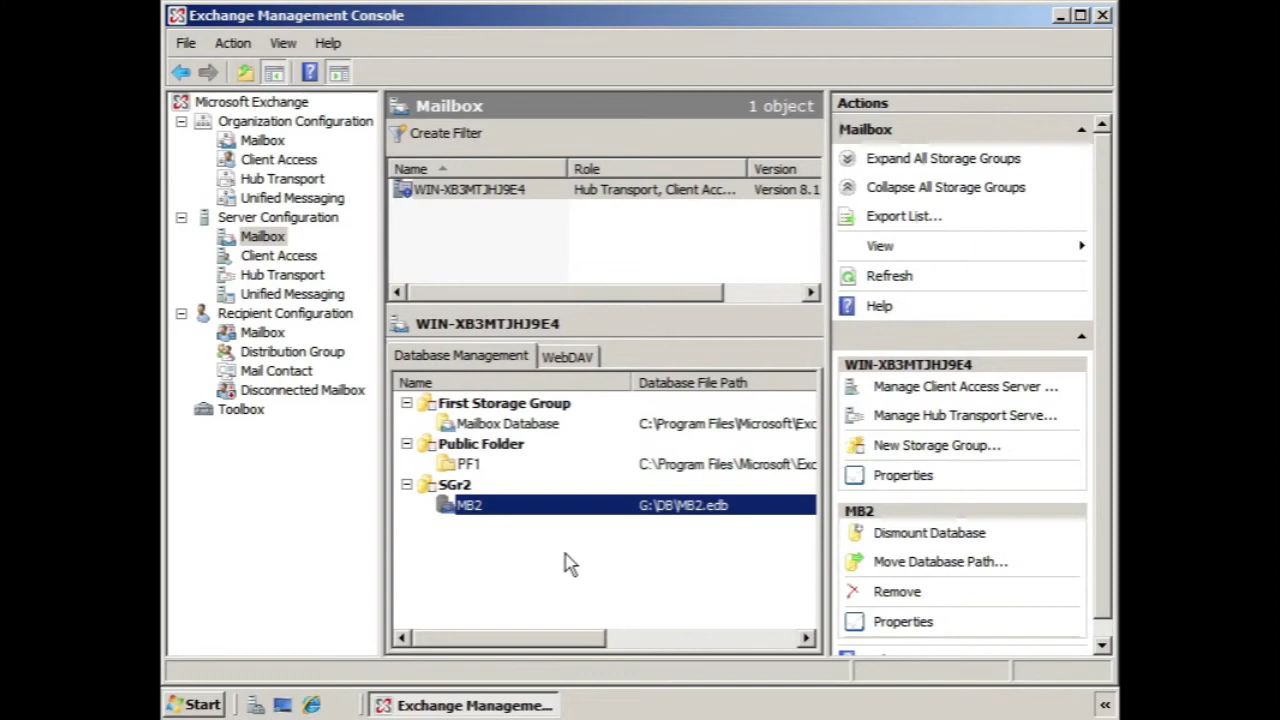 Exchange Management Console
File Action View Help
Microsoft Exchange
Organization Configuration
Mailbox
Client Access
Hub Transport
Unified Messaging
Server Configuration
Mailbox
Client Access
Hub Transport
Unified Messaging
Recipient Configuration
Mailbox
Distribution Group
Mail Contact
Disconnected Mailbox
Toolbox
Mailbox 1 object
Create Filter
Name Role Version
WIN-XB3MTJHJ9E4 Hub Transport, Client Acc... Version 8.1
WIN-XB3MTJHJ9E4
Database Management WebDAV
Name Database File Path
First Storage Group
Mailbox Database C:\Program Files\Microsoft\Exc
Public Folder
PF1 C:\Program Files\Microsoft\Exc
SGr2
MB2 G:\DB\MB2.edb
Actions
Mailbox
Expand All Storage Groups
Collapse All Storage Groups
Export List...
View
Refresh
Help
WIN-XB3MTJHJ9E4
Manage Client Access Server ...
Manage Hub Transport Serve...
New Storage Group...
Properties
MB2
Dismount Database
Move Database Path...
Remove
Properties
Start Exchange Manageme... «